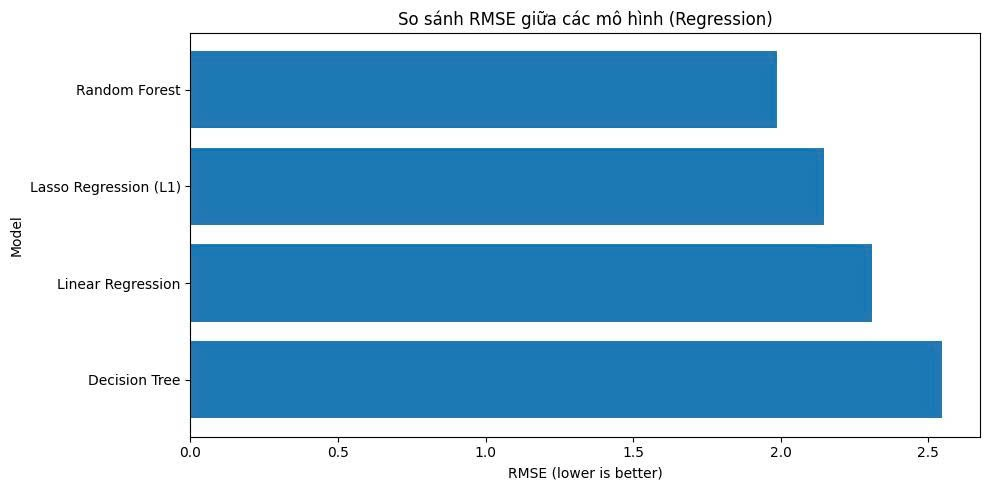 So sánh RMSE giữa các mô hình (Regression)
Random Forest
Lasso Regression (L1)
Linear Regression
Decision Tree
Model
0.0 0.5 1.0 1.5 2.0 2.5
RMSE (lower is better)